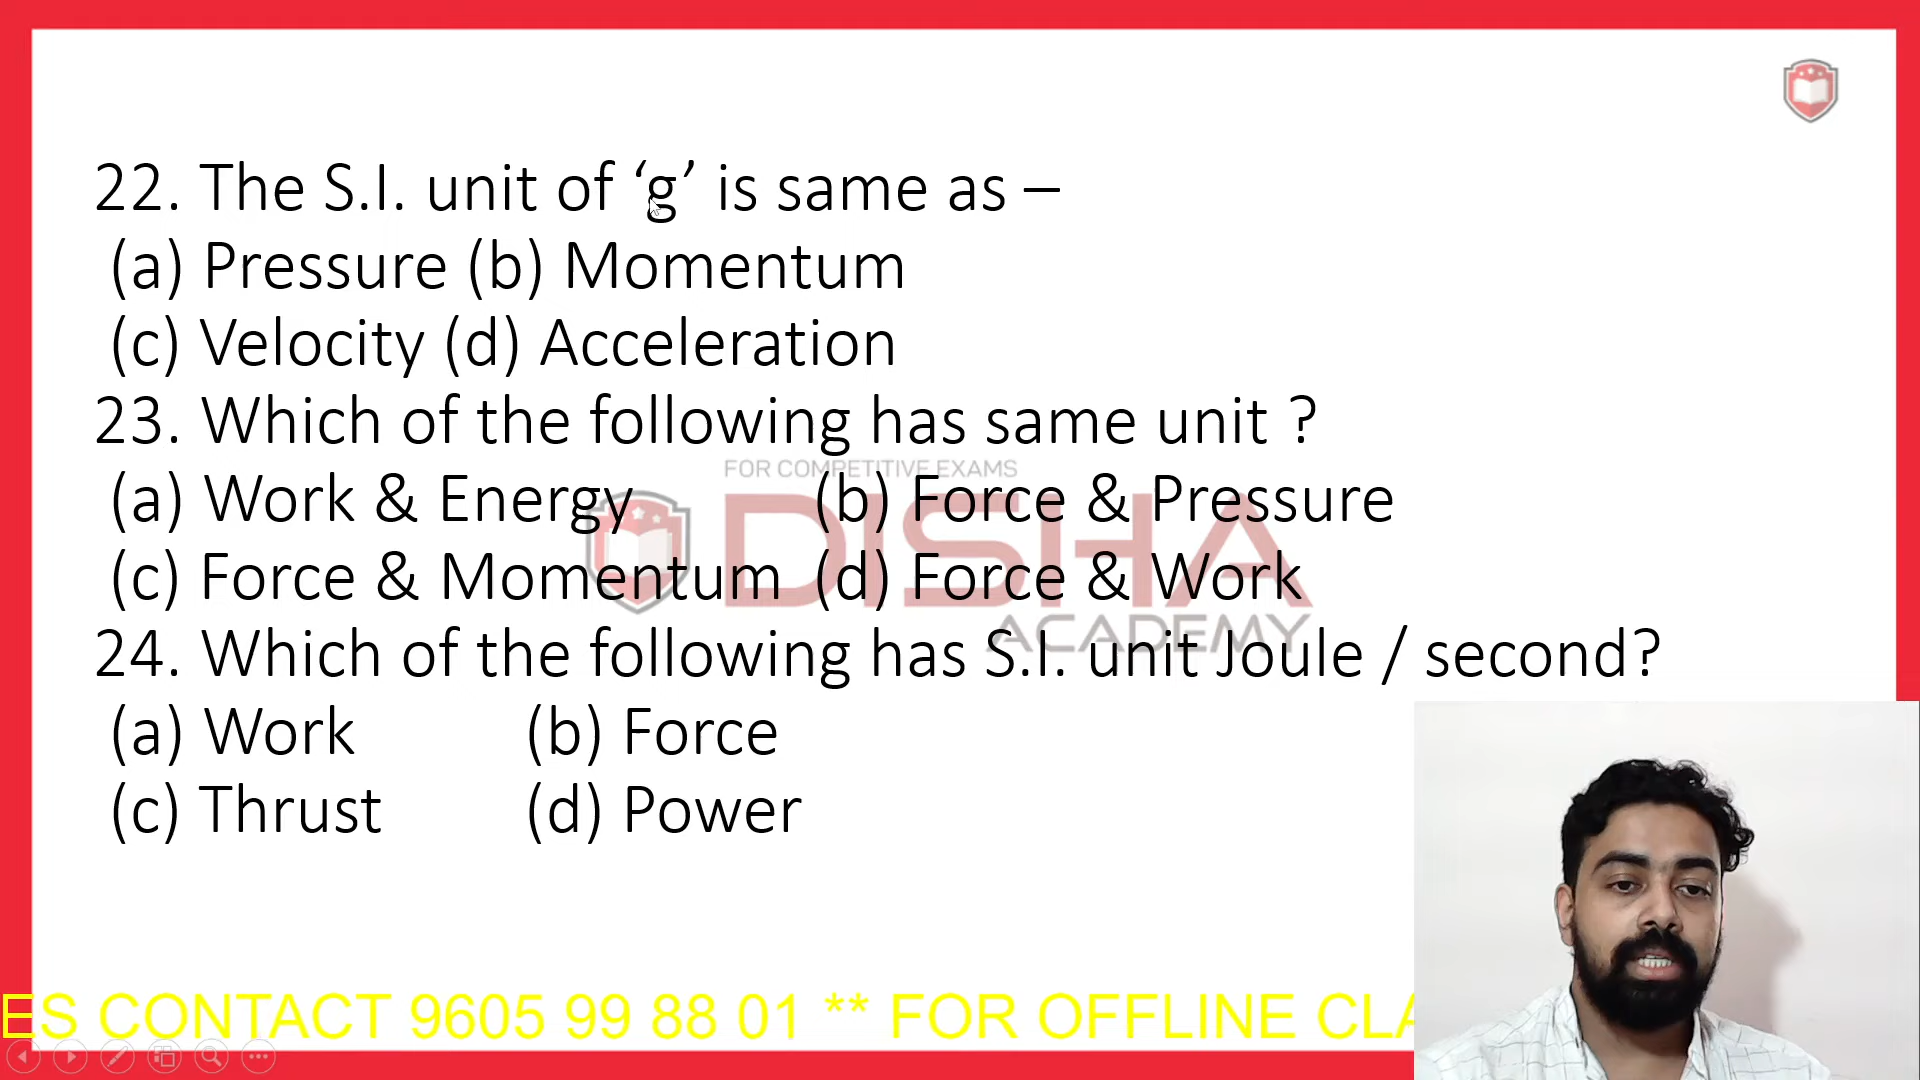 22. The S.I. unit of ‘g’ is same as –
(a) Pressure (b) Momentum
(c) Velocity (d) Acceleration
23. Which of the following has same unit ?
FOR COMPETITIVE EXAMS
(a) Work & Energy (b) Force & Pressure
DISHA
(c) Force & Momentum (d) Force & Work
ACADEMY
24. Which of the following has S.I. unit Joule / second?
(a) Work (b) Force
(c) Thrust (d) Power
ES CONTACT 9605 99 88 01 ** FOR OFFLINE CLA